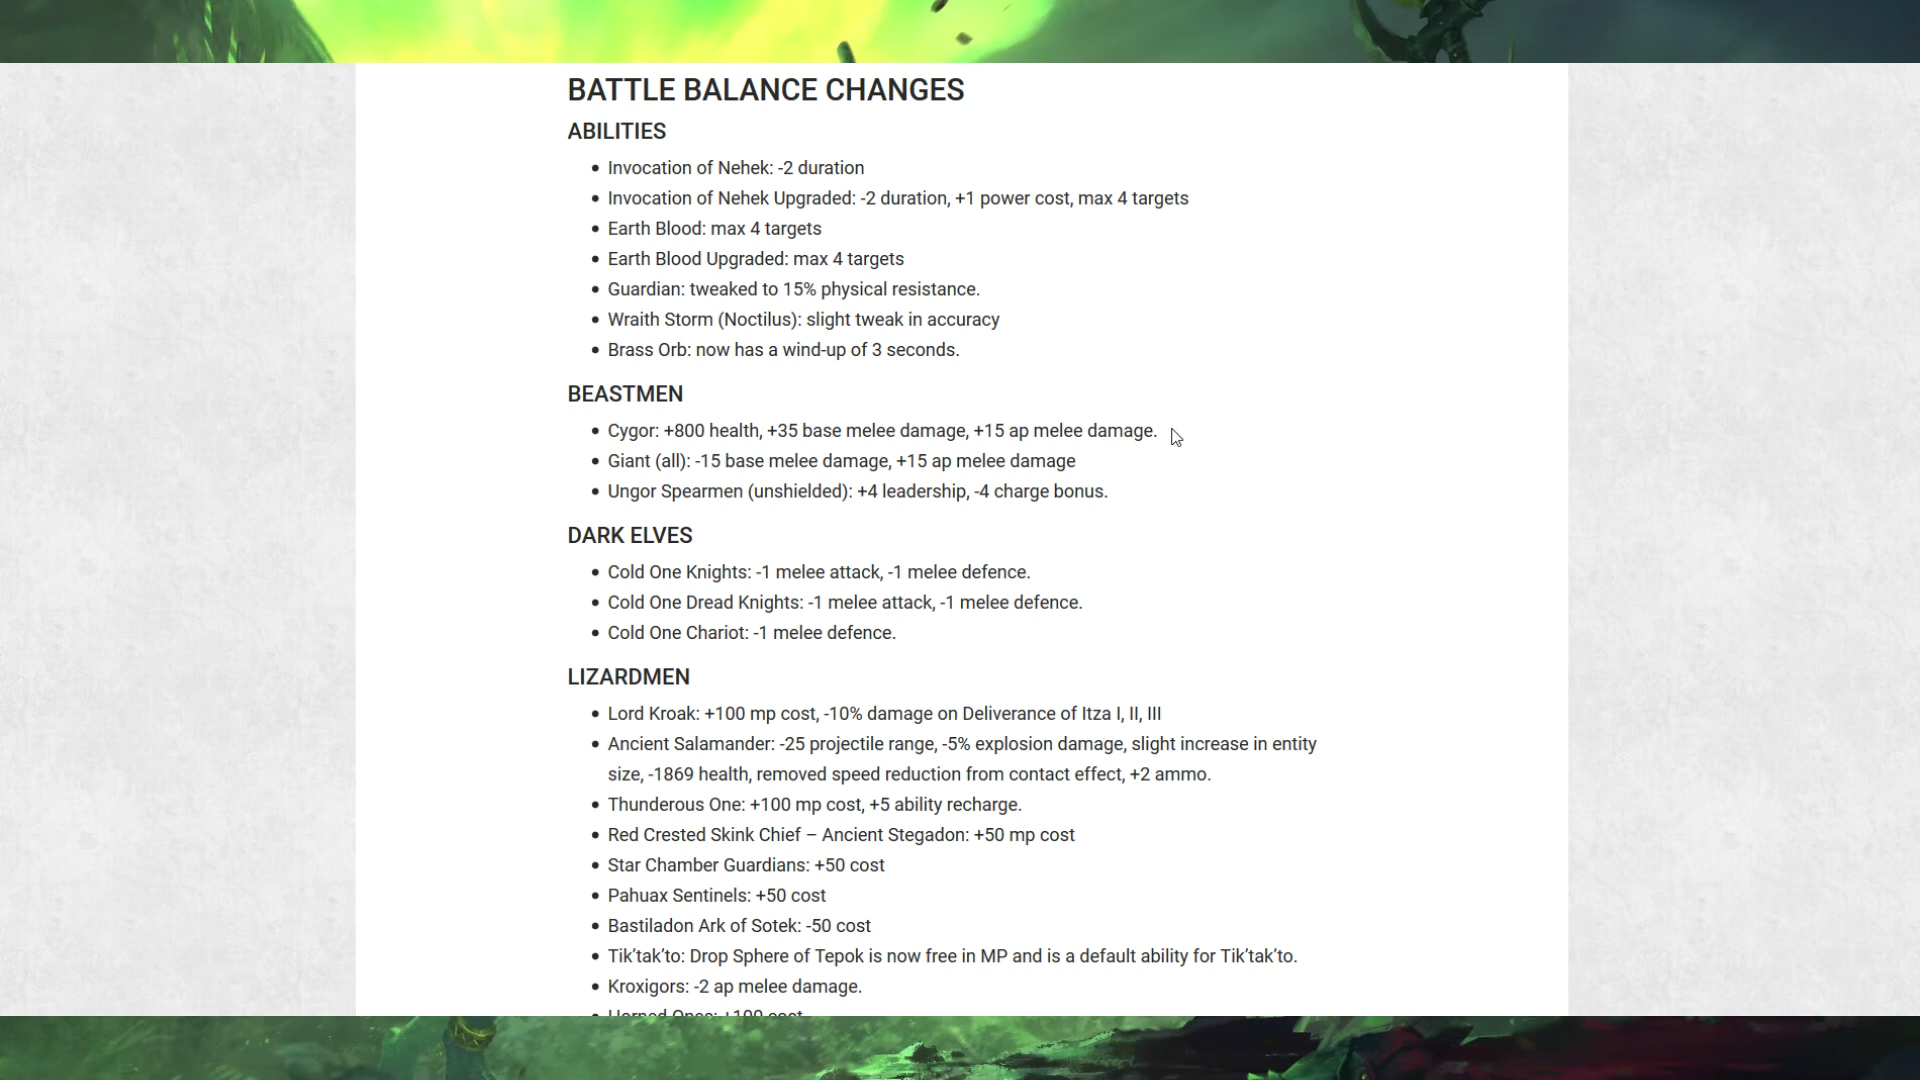 BATTLE BALANCE CHANGES
ABILITIES
• Invocation of Nehek: -2 duration
• Invocation of Nehek Upgraded: -2 duration, +1 power cost, max 4 targets
• Earth Blood: max 4 targets
• Earth Blood Upgraded: max 4 targets
• Guardian: tweaked to 15% physical resistance.
• Wraith Storm (Noctilus): slight tweak in accuracy
• Brass Orb: now has a wind-up of 3 seconds.
BEASTMEN
• Cygor: +800 health, +35 base melee damage, +15 ap melee damage.
• Giant (all): -15 base melee damage, +15 ap melee damage
• Ungor Spearmen (unshielded): +4 leadership, -4 charge bonus.
DARK ELVES
• Cold One Knights: -1 melee attack, -1 melee defence.
• Cold One Dread Knights: -1 melee attack, -1 melee defence.
• Cold One Chariot: -1 melee defence.
LIZARDMEN
• Lord Kroak: +100 mp cost, -10% damage on Deliverance of Itza I, II, III
• Ancient Salamander: -25 projectile range, -5% explosion damage, slight increase in entity
size, -1869 health, removed speed reduction from contact effect, +2 ammo.
• Thunderous One: +100 mp cost, +5 ability recharge.
• Red Crested Skink Chief – Ancient Stegadon: +50 mp cost
• Star Chamber Guardians: +50 cost
• Pahuax Sentinels: +50 cost
• Bastiladon Ark of Sotek: -50 cost
• Tik’tak’to: Drop Sphere of Tepok is now free in MP and is a default ability for Tik’tak’to.
• Kroxigors: -2 ap melee damage.
• Horned Ones: +100 cost